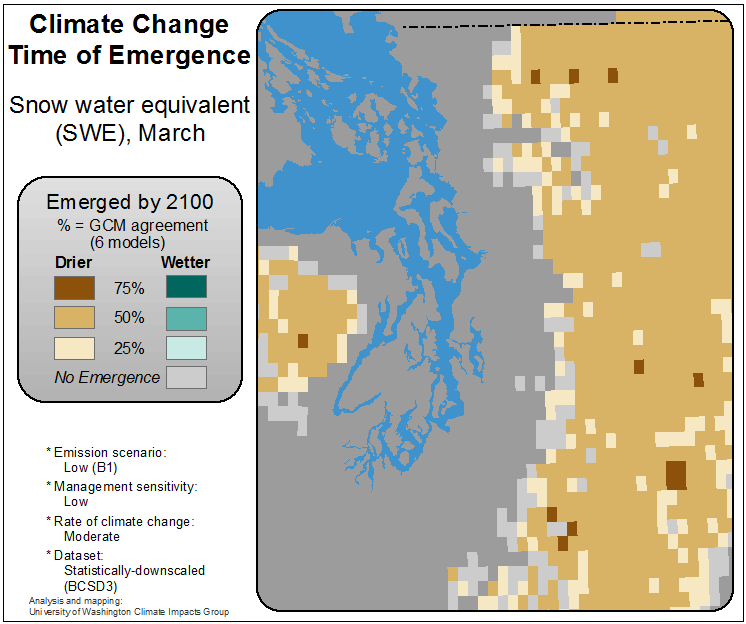 Climate Change
Time of Emergence
Snow water equivalent
(SWE), March
Emerged by 2100
% = GCM agreement
(6 models)
Drier Wetter
75%
50%
25%
No Emergence
* Emission scenario:
Low (B1)
* Management sensitivity:
Low
* Rate of climate change:
Moderate
* Dataset:
Statistically-downscaled
(BCSD3)
Analysis and mapping:
University of Washington Climate Impacts Group